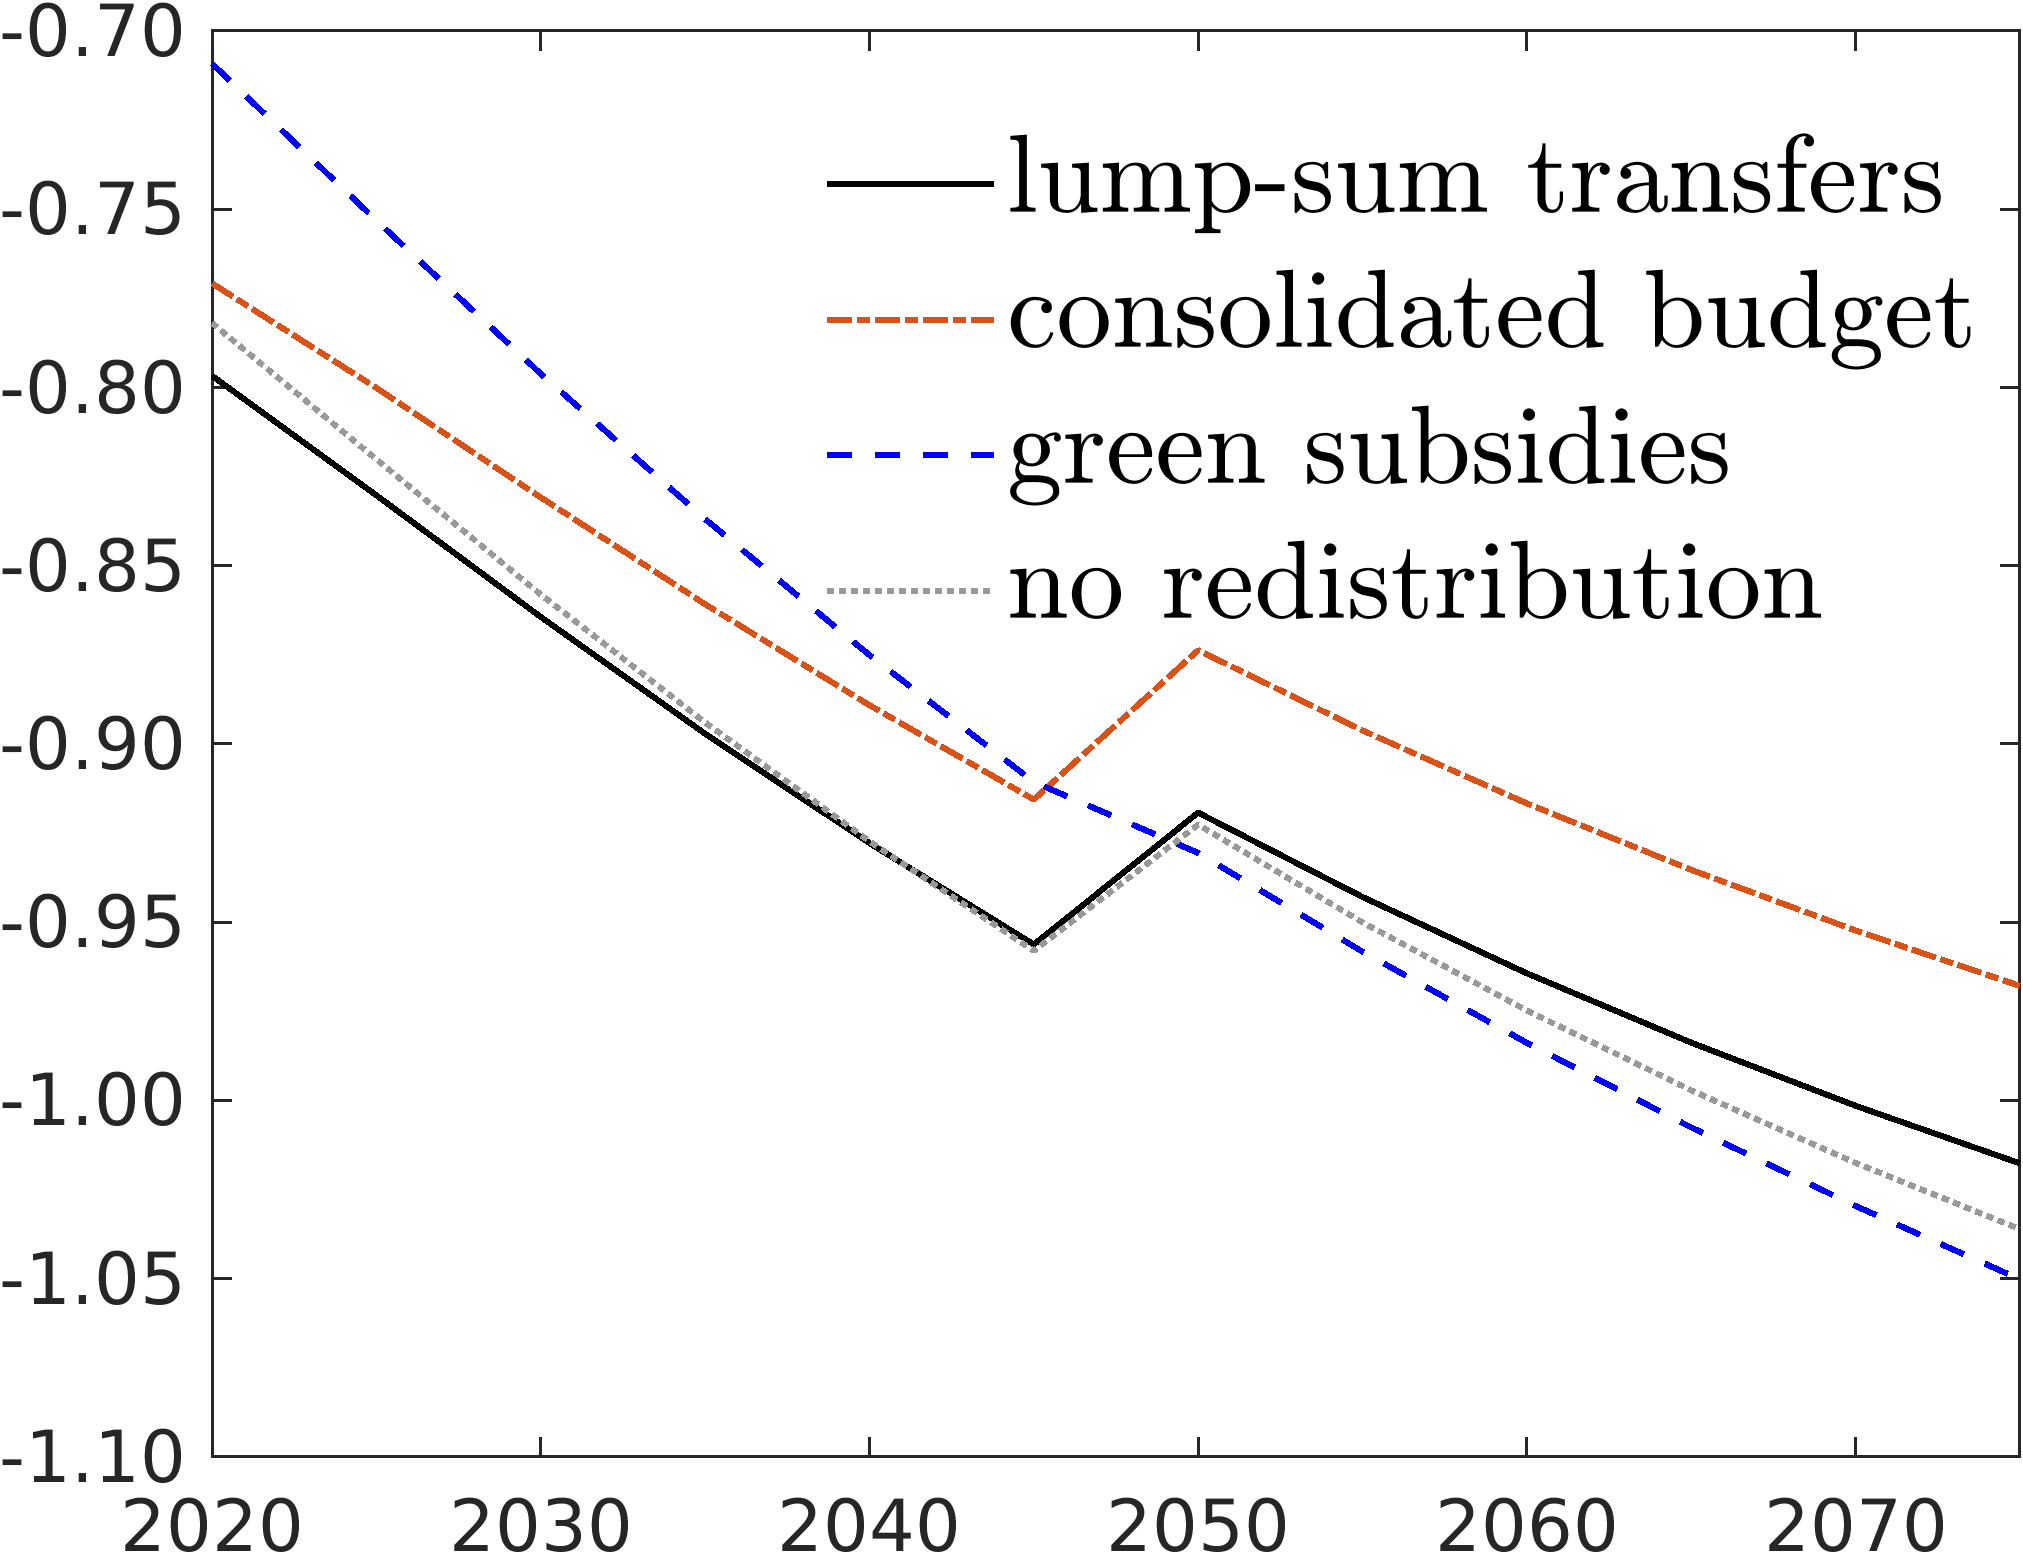 -0.70
-0.75
-0.80
-0.85
-0.90
-0.95
-1.00
-1.05
-1.10
lump-sum transfers
consolidated budget
green subsidies
no redistribution
2020 2030 2040 2050 2060 2070